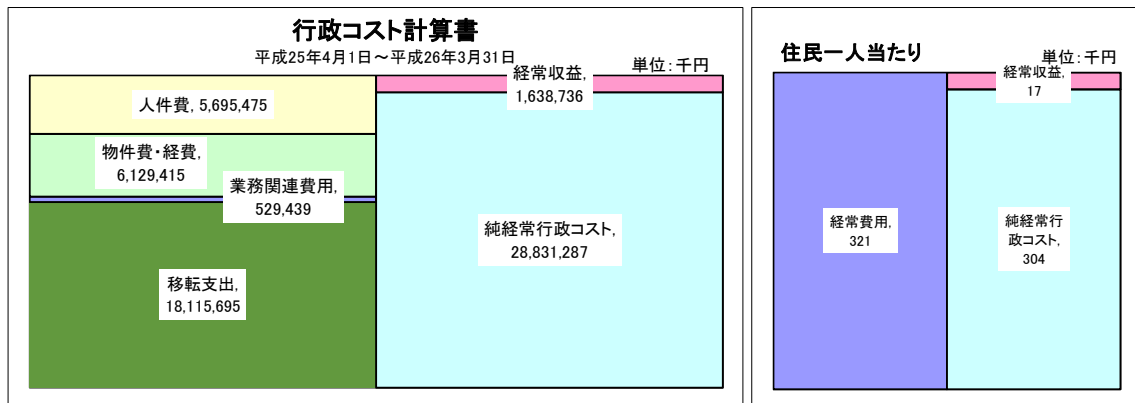 行政コスト計算書
平成25年4月1日～平成26年3月31日
単位：千円
人件費, 5,695,475
物件費・経費,
6,129,415
業務関連費用,
529,439
移転支出,
18,115,695
経常収益,
1,638,736
純経常行政コスト,
28,831,287
住民一人当たり
単位：千円
経常費用,
321
経常収益,
17
純経常行
政コスト,
304